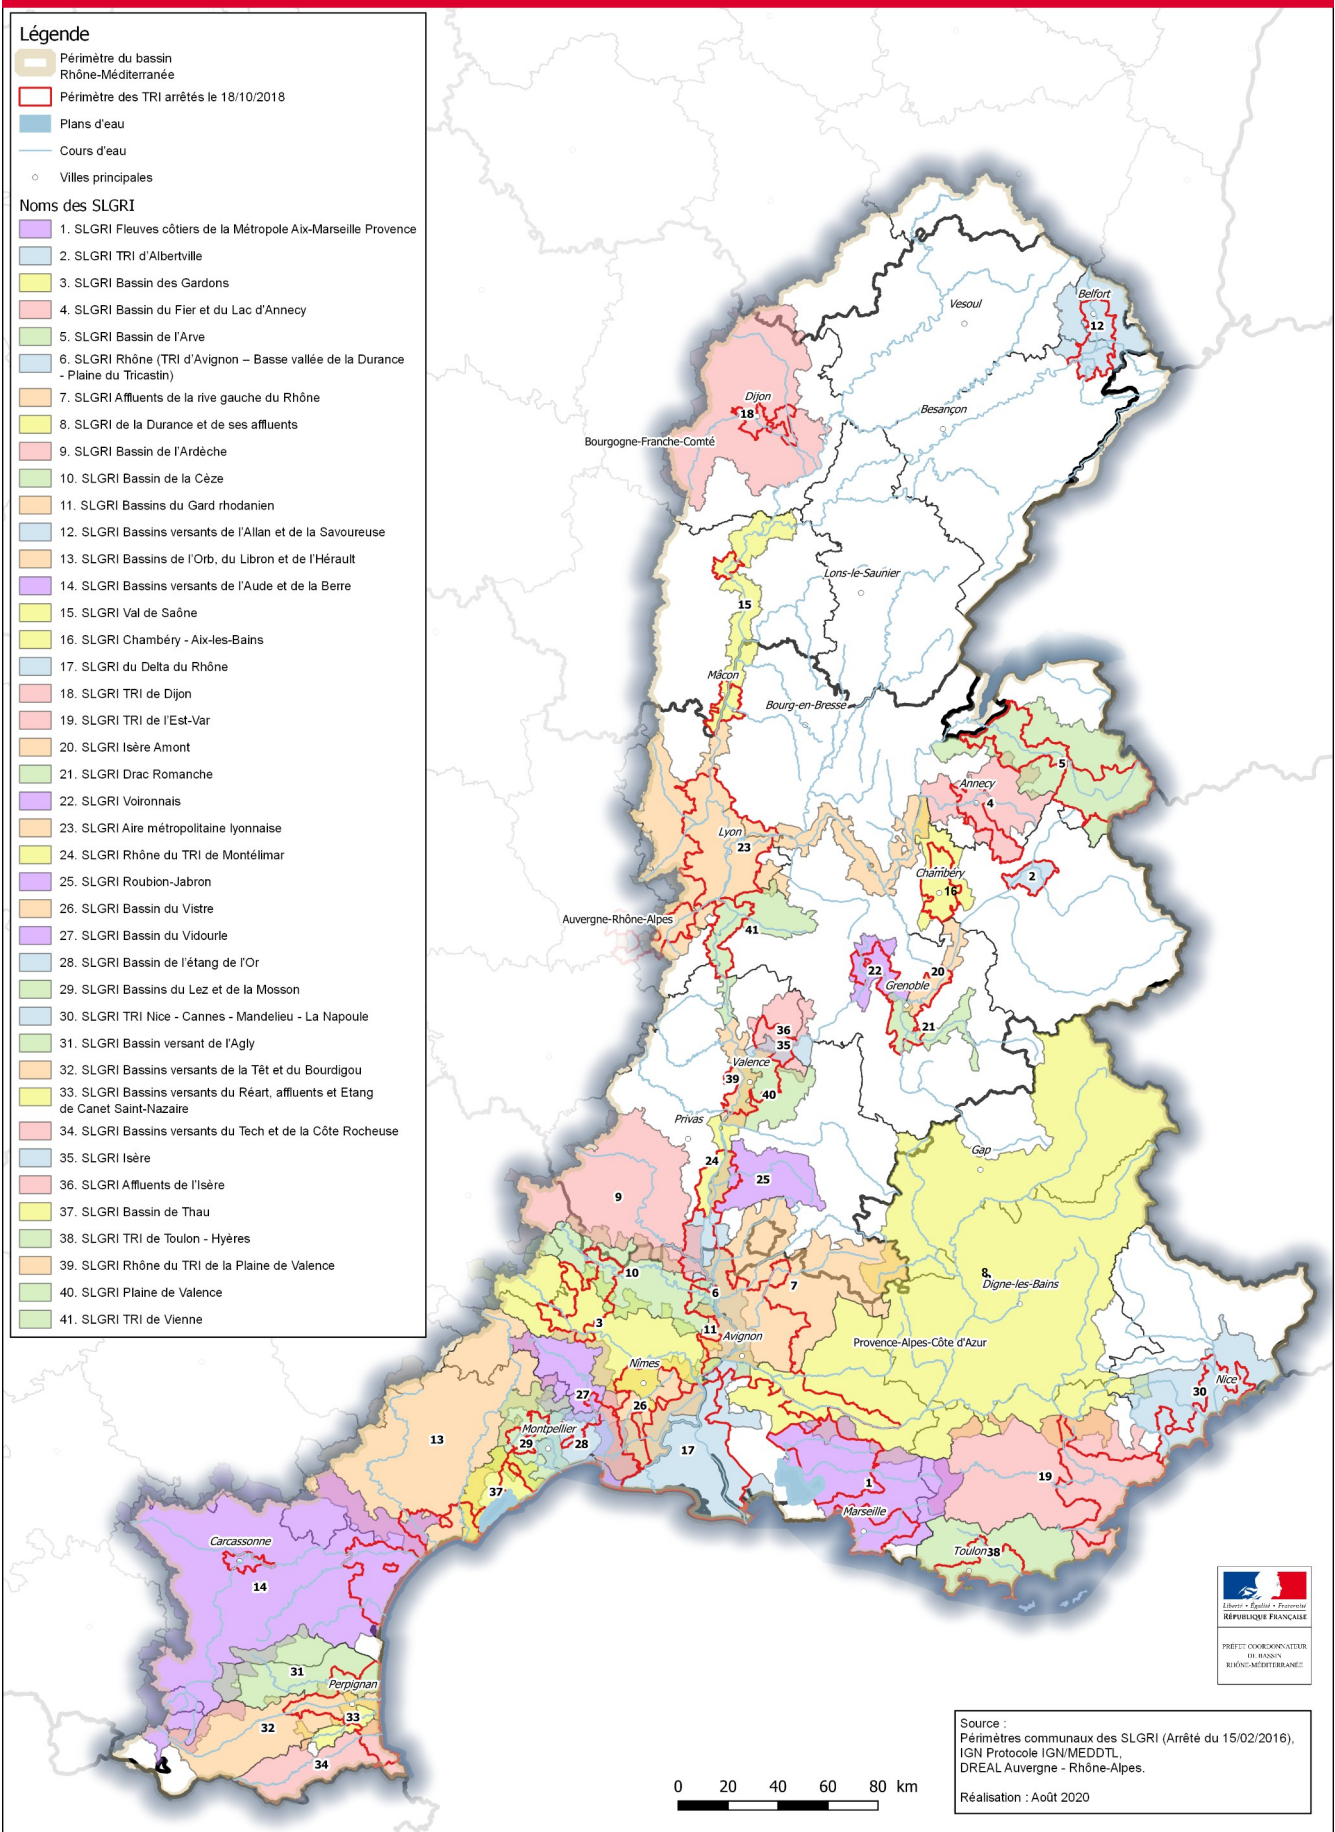 Légende
Périmètre du bassin
Rhône-Méditerranée
Périmètre des TRI arrêtés le 18/10/2018
Plans d'eau
Cours d'eau
Villes principales
Noms des SLGRI
1. SLGRI Fleuves côtiers de la Métropole Aix-Marseille Provence
2. SLGRI TRI d'Albertville
3. SLGRI Bassin des Gardons
4. SLGRI Bassin du Fier et du Lac d'Annecy
5. SLGRI Bassin de l'Arve
6. SLGRI Rhône (TRI d'Avignon – Basse vallée de la Durance
- Plaine du Tricastin)
7. SLGRI Affluents de la rive gauche du Rhône
8. SLGRI de la Durance et de ses affluents
9. SLGRI Bassin de l'Ardèche
10. SLGRI Bassin de la Cèze
11. SLGRI Bassins du Gard rhodanien
12. SLGRI Bassins versants de l'Allan et de la Savoureuse
13. SLGRI Bassins de l'Orb, du Libron et de l'Hérault
14. SLGRI Bassins versants de l'Aude et de la Berre
15. SLGRI Val de Saône
16. SLGRI Chambéry - Aix-les-Bains
17. SLGRI du Delta du Rhône
18. SLGRI TRI de Dijon
19. SLGRI TRI de l'Est-Var
20. SLGRI Isère Amont
21. SLGRI Drac Romanche
22. SLGRI Voironnais
23. SLGRI Aire métropolitaine lyonnaise
24. SLGRI Rhône du TRI de Montélimar
25. SLGRI Roubion-Jabron
26. SLGRI Bassin du Vistre
27. SLGRI Bassin du Vidourle
28. SLGRI Bassin de l'étang de l'Or
29. SLGRI Bassins du Lez et de la Mosson
30. SLGRI TRI Nice - Cannes - Mandelieu - La Napoule
31. SLGRI Bassin versant de l'Agly
32. SLGRI Bassins versants de la Têt et du Bourdigou
33. SLGRI Bassins versants du Réart, affluents et Etang
de Canet Saint-Nazaire
34. SLGRI Bassins versants du Tech et de la Côte Rocheuse
35. SLGRI Isère
36. SLGRI Affluents de l'Isère
37. SLGRI Bassin de Thau
38. SLGRI TRI de Toulon - Hyères
39. SLGRI Rhône du TRI de la Plaine de Valence
40. SLGRI Plaine de Valence
41. SLGRI TRI de Vienne
Belfort
12
Vesoul
Dijon
18
Besançon
Bourgogne-Franche-Comté
Lons-le-Saunier
15
Mâcon
Bourg-en-Bresse
5
Annecy
4
Lyon
23
Chambéry
16
2
Auvergne-Rhône-Alpes
41
22
20
Grenoble
21
36
35
Valence
39
40
Privas
24
25
Gap
9
10
6
7
8
Digne-les-Bains
3
11
Avignon
Provence-Alpes-Côte d'Azur
Nîmes
27
26
30
Nice
13
Montpellier
29
28
17
37
1
19
Marseille
Toulon
38
Carcassonne
14
31
Perpignan
33
32
34
Liberté • Égalité • Fraternité
RÉPUBLIQUE FRANÇAISE
PRÉFET COORDONNATEUR
DE BASSIN
RHÔNE-MÉDITERRANÉE
Source :
Périmètres communaux des SLGRI (Arrêté du 15/02/2016),
IGN Protocole IGN/MEDDTL,
DREAL Auvergne - Rhône-Alpes.
Réalisation : Août 2020
0 20 40 60 80 km